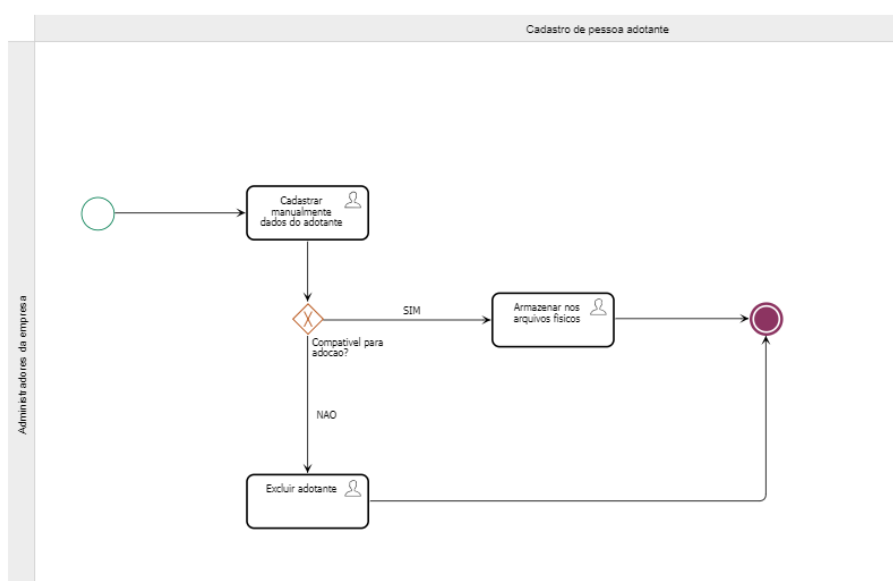 Cadastro de pessoa adotante
Administradores da empresa
Cadastrar
manualmente
dados do adotante
SIM
Armazenar nos
arquivos fisicos
X
Compativel para
adocao?
NAO
Excluir adotante